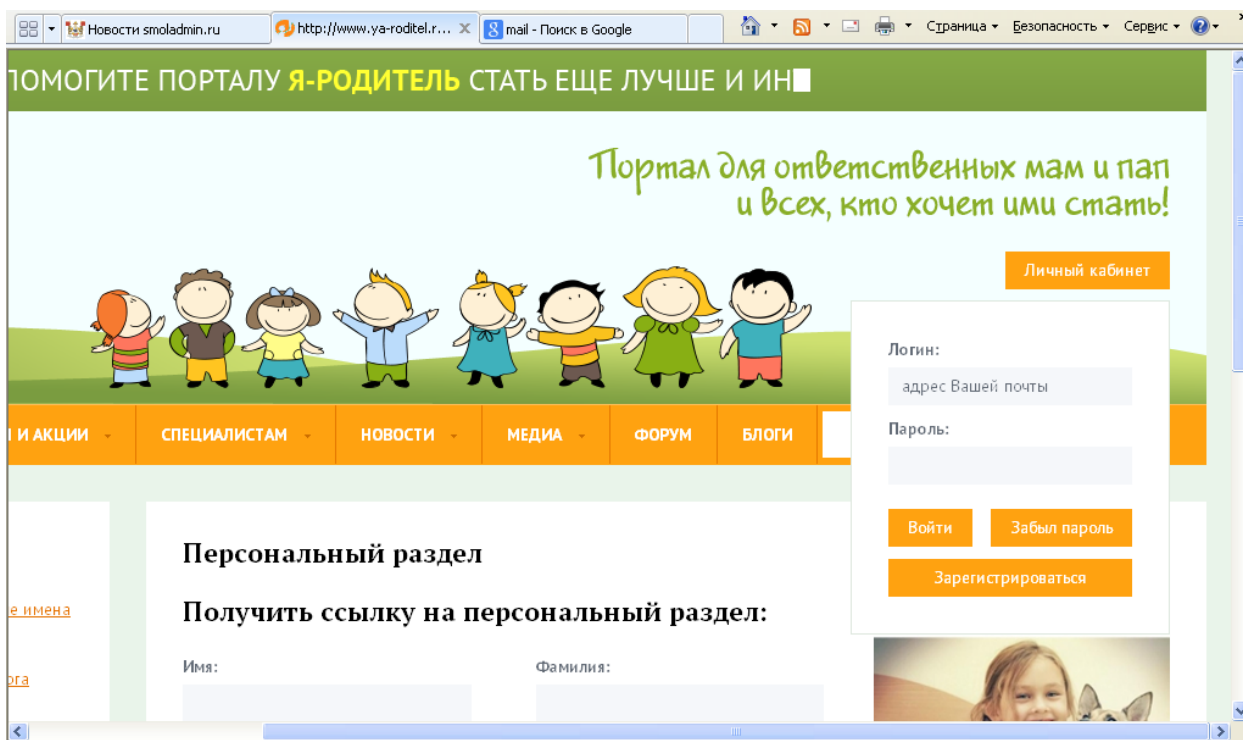 Новости smoladmin.ru
http://www.ya-roditel.r...
mail - Поиск в Google
Страница
Безопасность
Сервис
ПОМОГИТЕ ПОРТАЛУ Я-РОДИТЕЛЬ СТАТЬ ЕЩЕ ЛУЧШЕ И ИН
Портал для ответственных мам и пап
и всех, кто хочет ими стать!
Личный кабинет
Логин:
адрес Вашей почты
Пароль:
Войти
Забыл пароль
Зарегистрироваться
И АКЦИИ
СПЕЦИАЛИСТАМ
НОВОСТИ
МЕДИА
ФОРУМ
БЛОГИ
Персональный раздел
Получить ссылку на персональный раздел:
е имена
Имя:
Фамилия:
ога